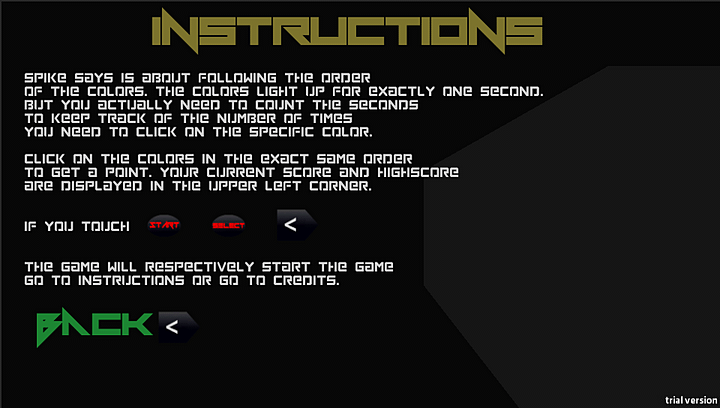 INSTRUCTIONS
SPIKE SAYS IS ABOUT FOLLOWING THE ORDER
OF THE COLORS. THE COLORS LIGHT UP FOR EXACTLY ONE SECOND.
BUT YOU ACTUALLY NEED TO COUNT THE SECONDS
TO KEEP TRACK OF THE NUMBER OF TIMES
YOU NEED TO CLICK ON THE SPECIFIC COLOR.
CLICK ON THE COLORS IN THE EXACT SAME ORDER
TO GET A POINT. YOUR CURRENT SCORE AND HIGHSCORE
ARE DISPLAYED IN THE UPPER LEFT CORNER.
IF YOU TOUCH START SELECT <
THE GAME WILL RESPECTIVELY START THE GAME
GO TO INSTRUCTIONS OR GO TO CREDITS.
BACK <
trial version